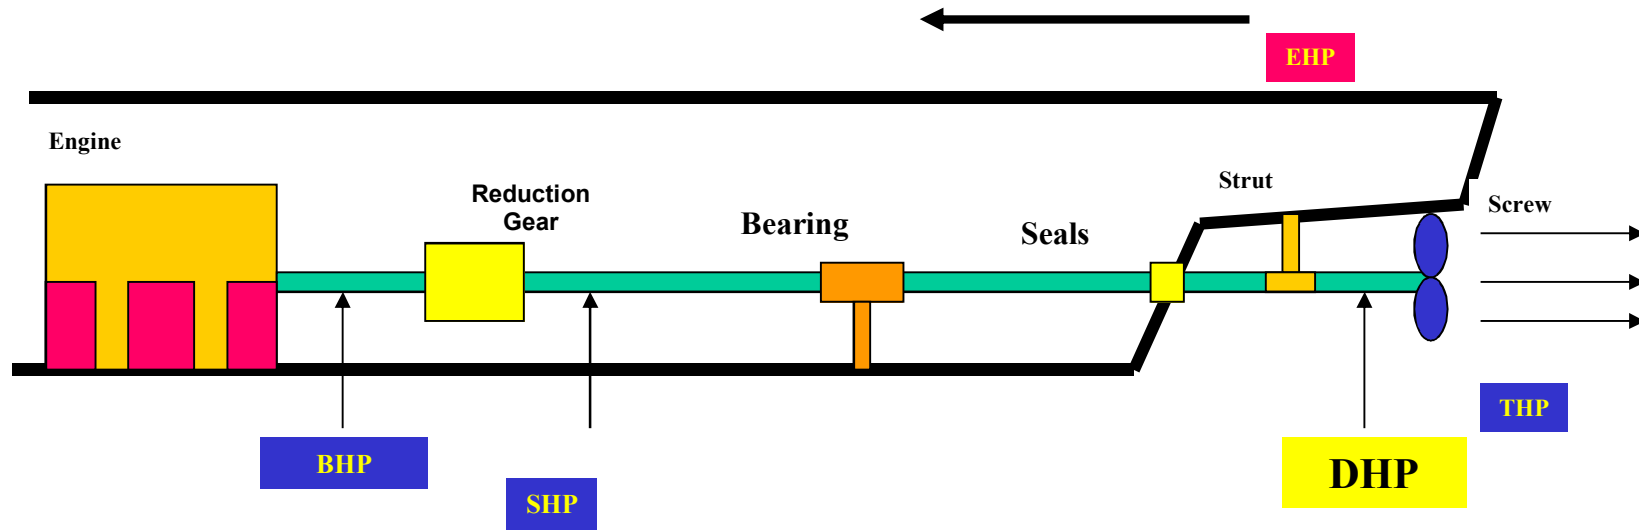 EHP
Engine
Reduction
Gear
Bearing
Seals
Strut
Screw
BHP
SHP
DHP
THP